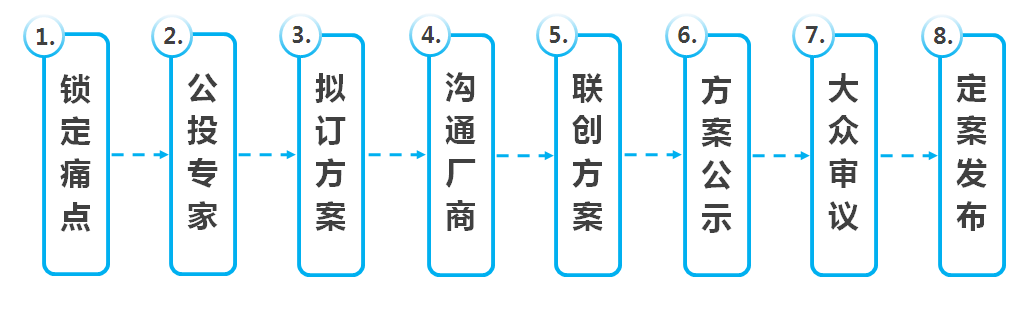 1.
锁定痛点
2.
公投专家
3.
拟订方案
4.
沟通厂商
5.
联创方案
6.
方案公示
7.
大众审议
8.
定案发布